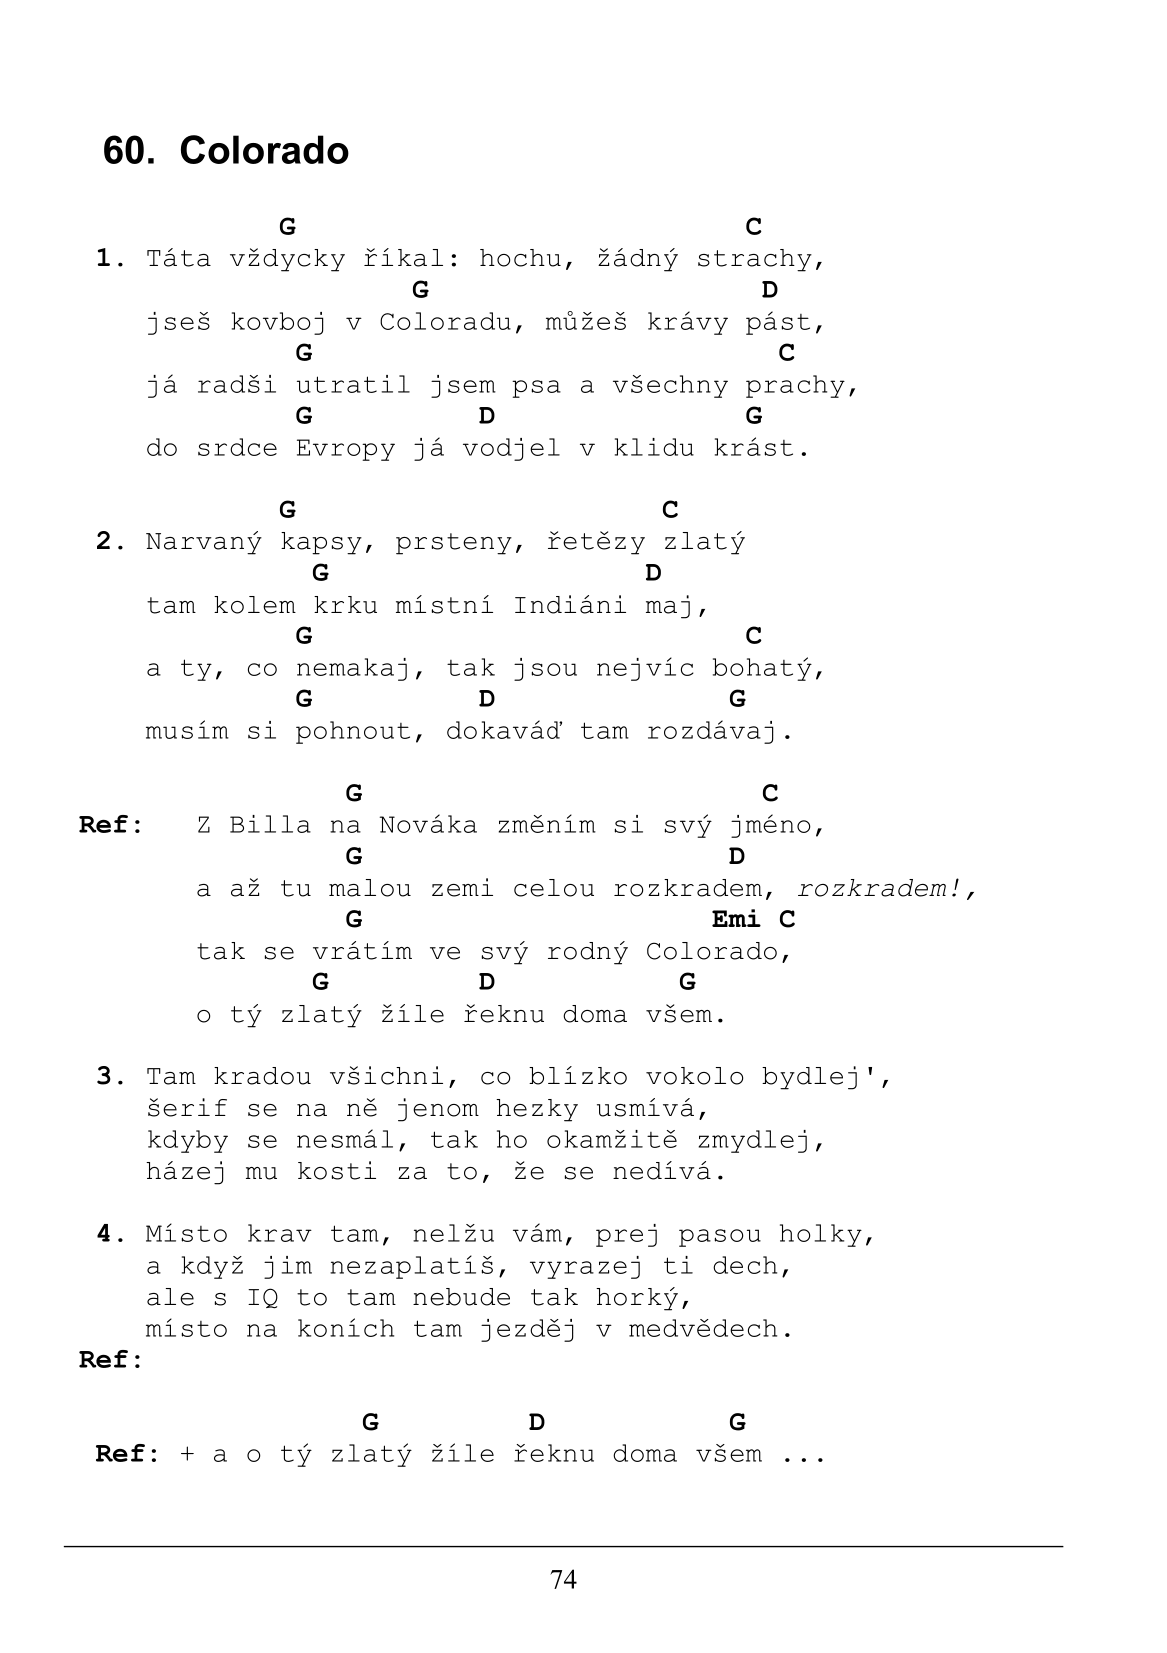 60. Colorado
G C
1. Táta vždycky říkal: hochu, žádný strachy,
G D
jseš kovboj v Coloradu, můžeš krávy pást,
G C
já radši utratil jsem psa a všechny prachy,
G D G
do srdce Evropy já vodjel v klidu krást.
G C
2. Narvaný kapsy, prsteny, řetězy zlatý
G D
tam kolem krku místní Indiáni maj,
G C
a ty, co nemakaj, tak jsou nejvíc bohatý,
G D G
musím si pohnout, dokaváď tam rozdávaj.
G C
Ref: Z Billa na Nováka změním si svý jméno,
G D
a až tu malou zemi celou rozkradem, rozkradem!,
G Emi C
tak se vrátím ve svý rodný Colorado,
G D G
o tý zlatý žíle řeknu doma všem.
3. Tam kradou všichni, co blízko vokolo bydlej',
šerif se na ně jenom hezky usmívá,
kdyby se nesmál, tak ho okamžitě zmydlej,
házej mu kosti za to, že se nedívá.
4. Místo krav tam, nelžu vám, prej pasou holky,
a když jim nezaplatíš, vyrazej ti dech,
ale s IQ to tam nebude tak horký,
místo na koních tam jezděj v medvědech.
Ref:
G D G
Ref: + a o tý zlatý žíle řeknu doma všem ...
74